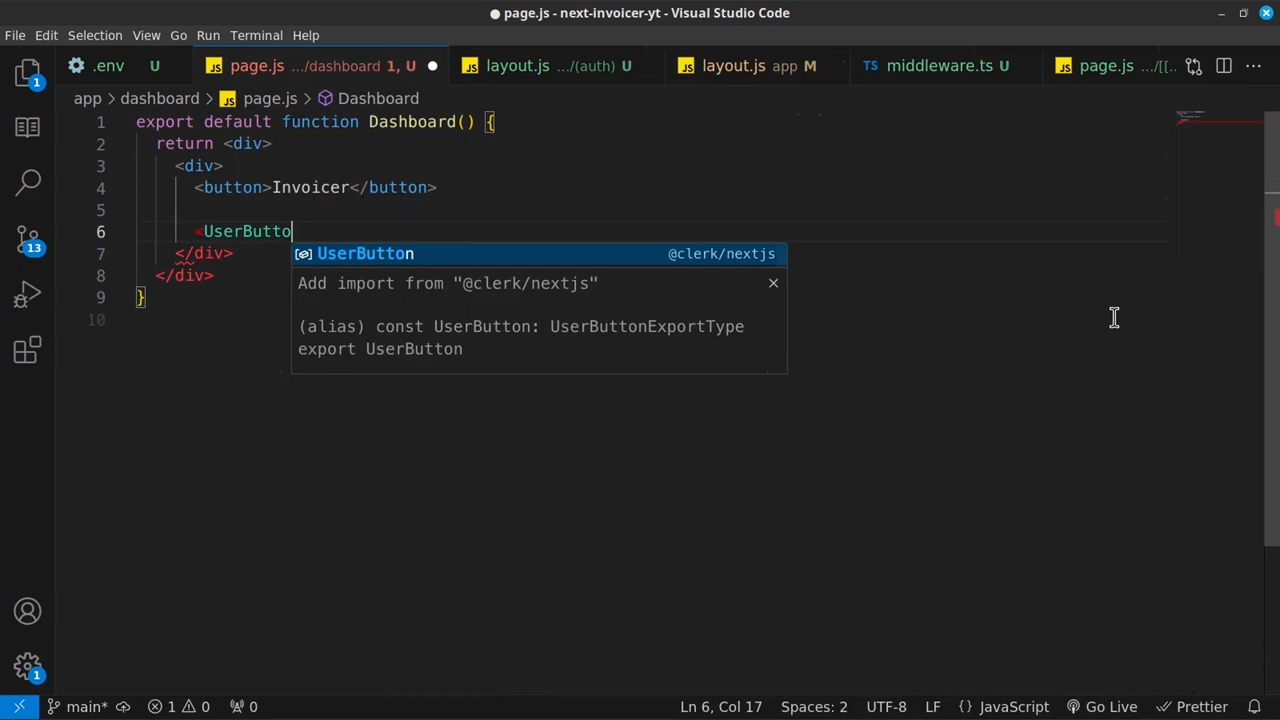 page.js - next-invoicer-yt - Visual Studio Code
File Edit Selection View Go Run Terminal Help
.env U page.js .../dashboard 1, U layout.js .../(auth) U layout.js app M middleware.ts U page.js .../[[..
app > dashboard > page.js > Dashboard
1 export default function Dashboard() {
2 return <div>
3 <div>
4 <button>Invoicer</button>
5
6 <UserButto
7 </div>
8 </div>
9 }
10
UserButton @clerk/nextjs
Add import from "@clerk/nextjs"
(alias) const UserButton: UserButtonExportType
export UserButton
1
13
1
main* 1 0 0 Ln 6, Col 17 Spaces: 2 UTF-8 LF {} JavaScript Go Live Prettier